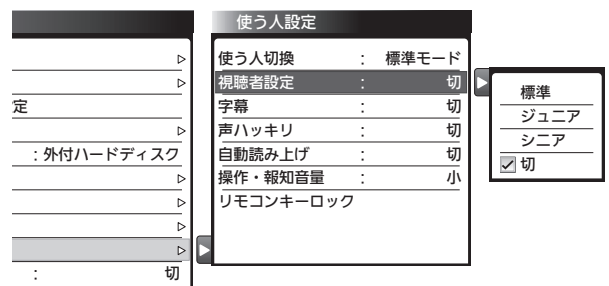 定
：外付ハードディスク
： 切
使う人設定
使う人切換 ： 標準モード
視聴者設定 ： 切
字幕 ： 切
声ハッキリ ： 切
自動読み上げ ： 切
操作・報知音量 ： 小
リモコンキーロック
標準
ジュニア
シニア
切